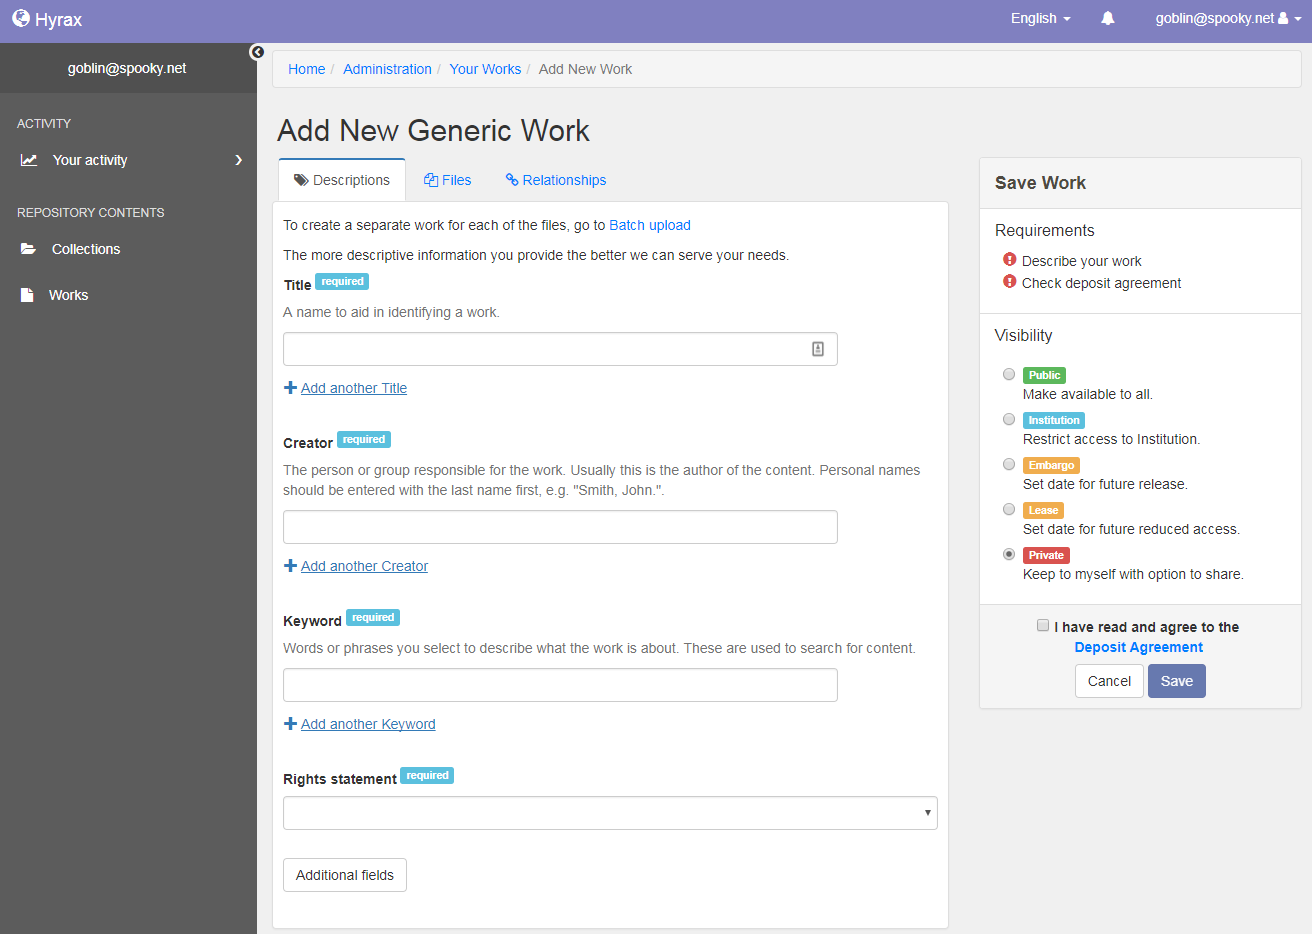 Hyrax
English
goblin@spooky.net
goblin@spooky.net
Home / Administration / Your Works / Add New Work
ACTIVITY
Your activity
REPOSITORY CONTENTS
Collections
Works
Add New Generic Work
Descriptions
Files
Relationships
To create a separate work for each of the files, go to Batch upload
The more descriptive information you provide the better we can serve your needs.
Title required
A name to aid in identifying a work.
Add another Title
Creator required
The person or group responsible for the work. Usually this is the author of the content. Personal names
should be entered with the last name first, e.g. "Smith, John.".
Add another Creator
Keyword required
Words or phrases you select to describe what the work is about. These are used to search for content.
Add another Keyword
Rights statement required
Additional fields
Save Work
Requirements
Describe your work
Check deposit agreement
Visibility
Public
Make available to all.
Institution
Restrict access to Institution.
Embargo
Set date for future release.
Lease
Set date for future reduced access.
Private
Keep to myself with option to share.
I have read and agree to the
Deposit Agreement
Cancel
Save